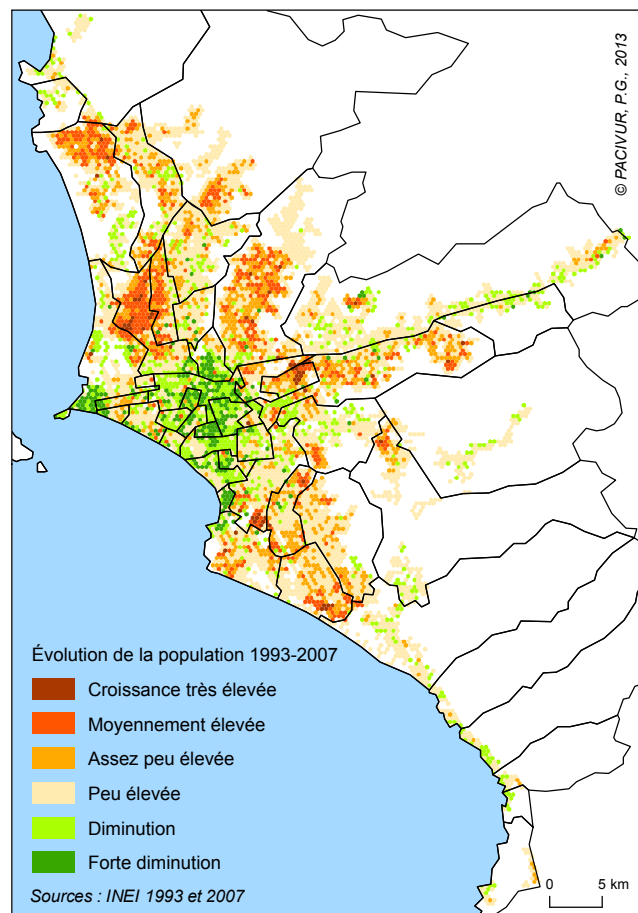 © PACIVUR, P.G., 2013
Évolution de la population 1993-2007
Croissance très élevée
Moyennement élevée
Assez peu élevée
Peu élevée
Diminution
Forte diminution
Sources : INEI 1993 et 2007
0 5 km